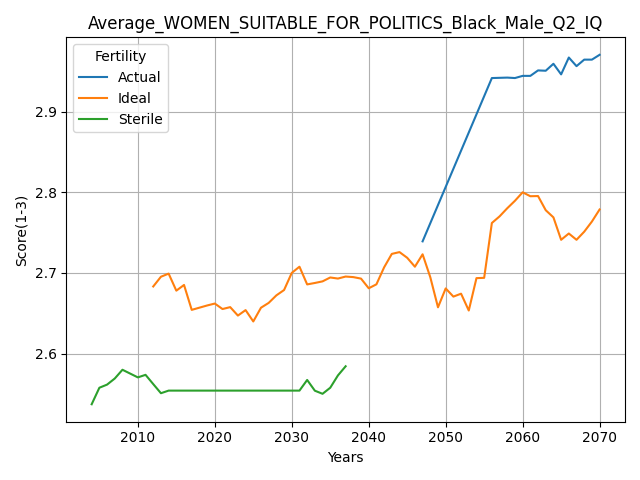 Average_WOMEN_SUITABLE_FOR_POLITICS_Black_Male_Q2_IQ
Fertility
Actual
Ideal
Sterile
Score(1-3)
2.9
2.8
2.7
2.6
2010 2020 2030 2040 2050 2060 2070
Years